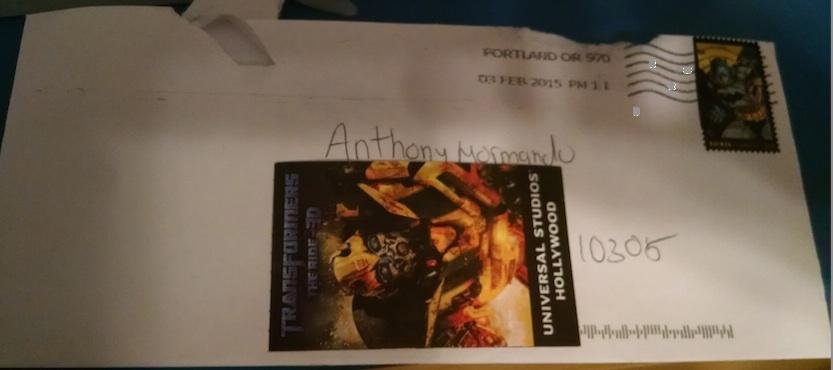 PORTLAND OR 970
03 FEB 2015 PM 1 L
Anthony Mormando
TRANSFORMERS
THE RIDE-3D
UNIVERSAL STUDIOS
HOLLYWOOD
10305